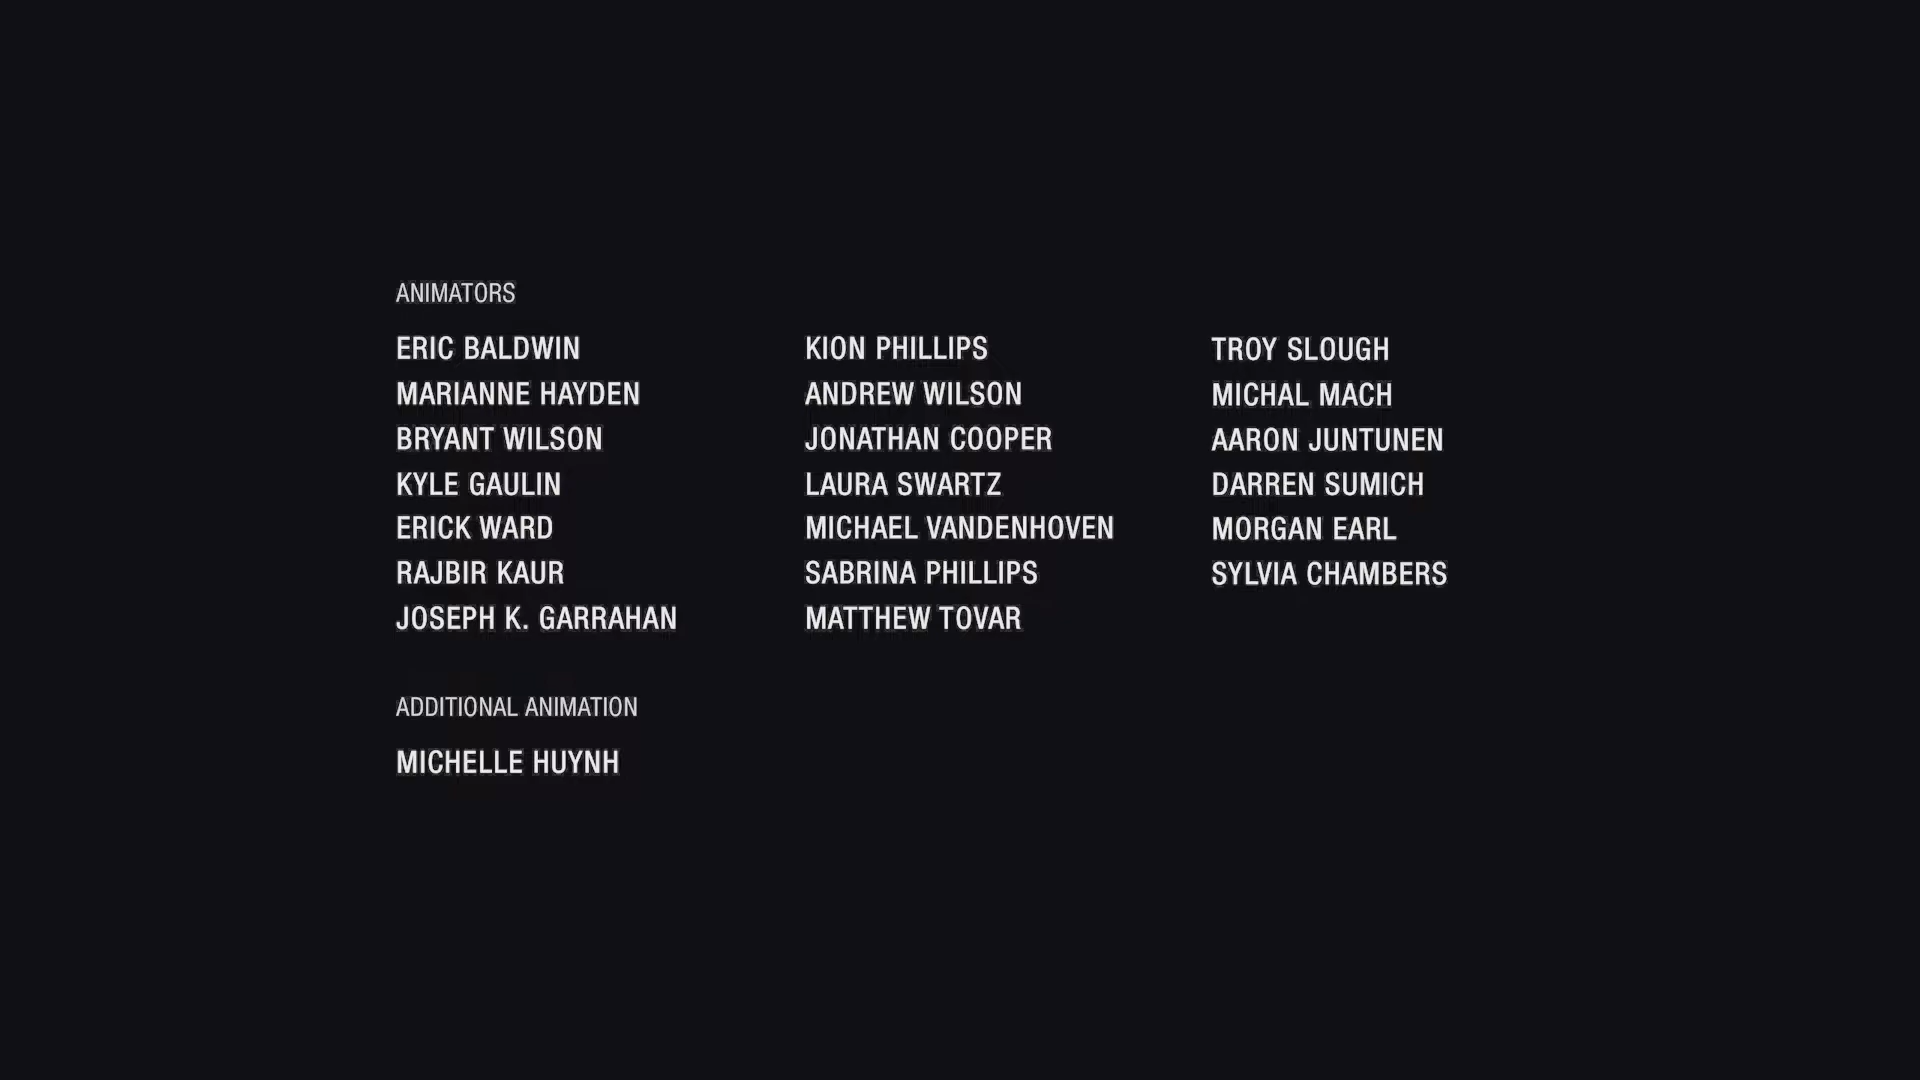 ANIMATORS
ERIC BALDWIN
MARIANNE HAYDEN
BRYANT WILSON
KYLE GAULIN
ERICK WARD
RAJBIR KAUR
JOSEPH K. GARRAHAN
KION PHILLIPS
ANDREW WILSON
JONATHAN COOPER
LAURA SWARTZ
MICHAEL VANDENHOVEN
SABRINA PHILLIPS
MATTHEW TOVAR
TROY SLOUGH
MICHAL MACH
AARON JUNTUNEN
DARREN SUMICH
MORGAN EARL
SYLVIA CHAMBERS
ADDITIONAL ANIMATION
MICHELLE HUYNH